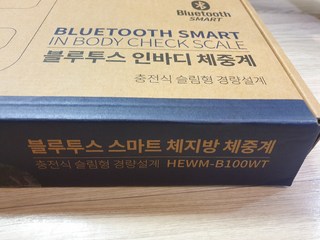 Bluetooth
SMART
BLUETOOTH SMART
IN BODY CHECK SCALE
블루투스 인바디 체중계
충전식 슬림형 경량설계
블루투스 스마트 체지방 체중계
충전식 슬림형 경량설계 HEWM-B100WT